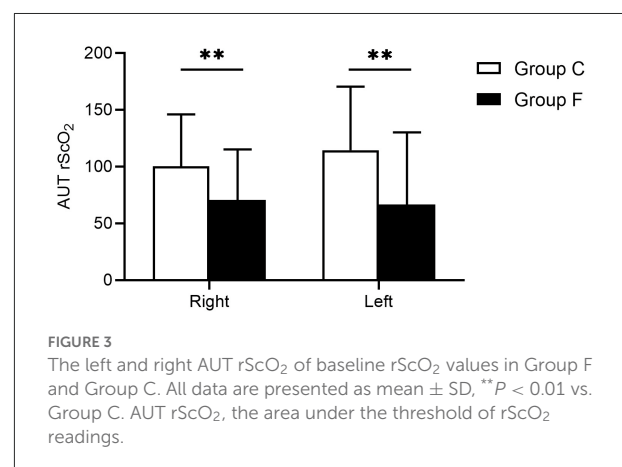 200
150
100
50
0
AUT rScO₂
**
**
Group C
Group F
Right
Left
FIGURE 3
The left and right AUT rScO₂ of baseline rScO₂ values in Group F
and Group C. All data are presented as mean ± SD, **P < 0.01 vs.
Group C. AUT rScO₂, the area under the threshold of rScO₂
readings.